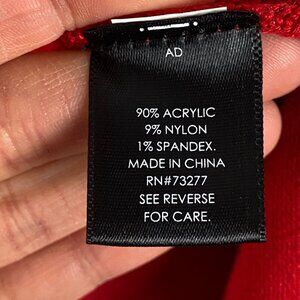 AD
90% ACRYLIC
9% NYLON
1% SPANDEX.
MADE IN CHINA
RN#73277
SEE REVERSE
FOR CARE.